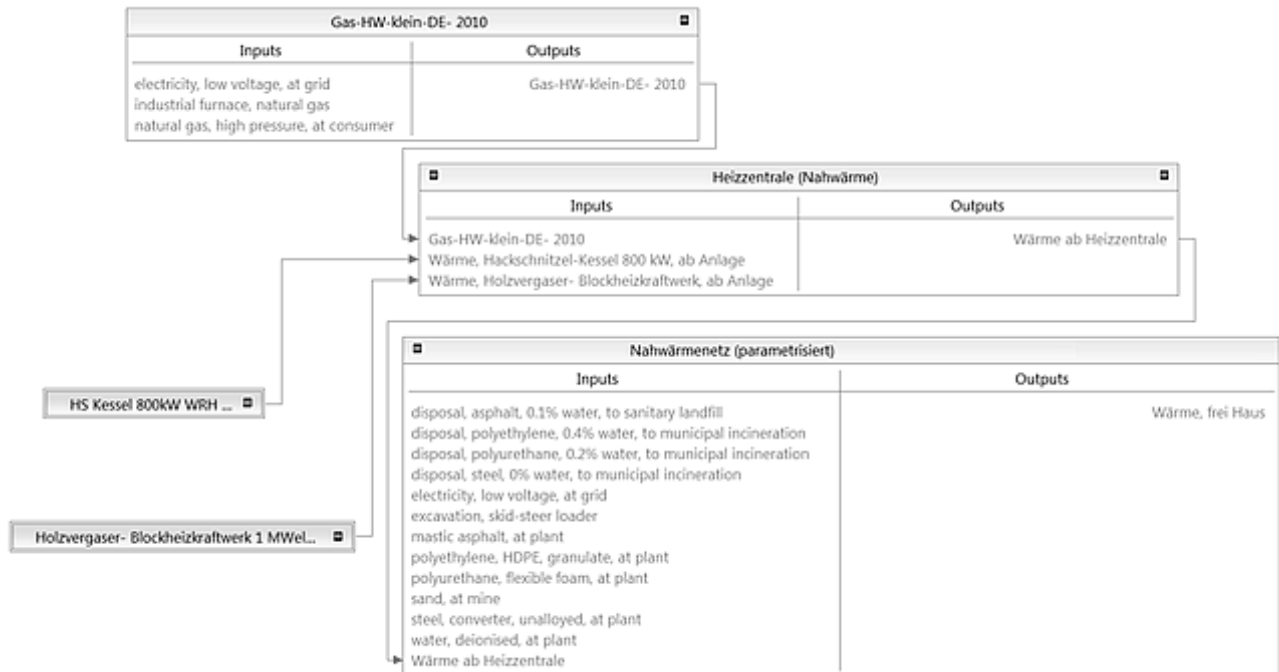 Gas-HW-klein-DE- 2010
Inputs Outputs
electricity, low voltage, at grid Gas-HW-klein-DE- 2010
industrial furnace, natural gas
natural gas, high pressure, at consumer
Heizzentrale (Nahwärme)
Inputs Outputs
Gas-HW-klein-DE- 2010 Wärme ab Heizzentrale
Wärme, Hackschnitzel-Kessel 800 kW, ab Anlage
Wärme, Holzvergaser- Blockheizkraftwerk, ab Anlage
Nahwärmenetz (parametrisiert)
Inputs Outputs
HS Kessel 800kW WRH ...
disposal, asphalt, 0.1% water, to sanitary landfill Wärme, frei Haus
disposal, polyethylene, 0.4% water, to municipal incineration
disposal, polyurethane, 0.2% water, to municipal incineration
disposal, steel, 0% water, to municipal incineration
electricity, low voltage, at grid
excavation, skid-steer loader
Holzvergaser- Blockheizkraftwerk 1 MWel...
mastic asphalt, at plant
polyethylene, HDPE, granulate, at plant
polyurethane, flexible foam, at plant
sand, at mine
steel, converter, unalloyed, at plant
water, deionised, at plant
Wärme ab Heizzentrale